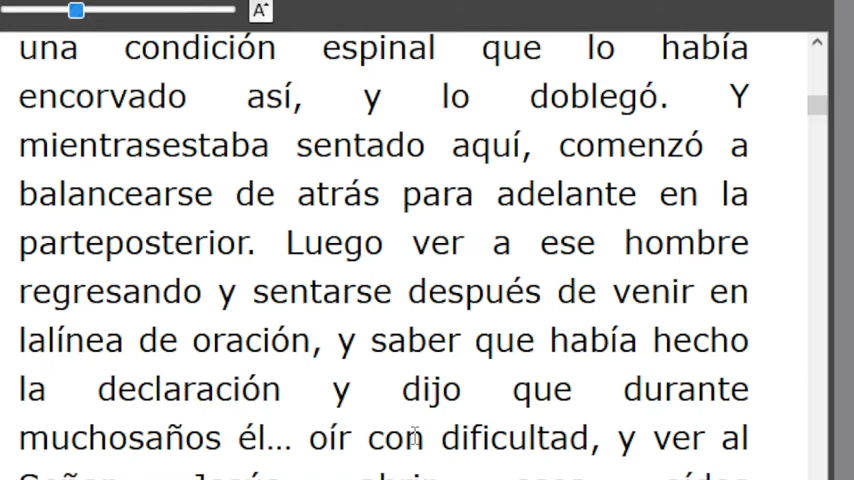 A
una condición espinal que lo había
encorvado así, y lo doblegó. Y
mientrasestaba sentado aquí, comenzó a
balancearse de atrás para adelante en la
parteposterior. Luego ver a ese hombre
regresando y sentarse después de venir en
lalínea de oración, y saber que había hecho
la declaración y dijo que durante
muchosaños él... oír con dificultad, y ver al